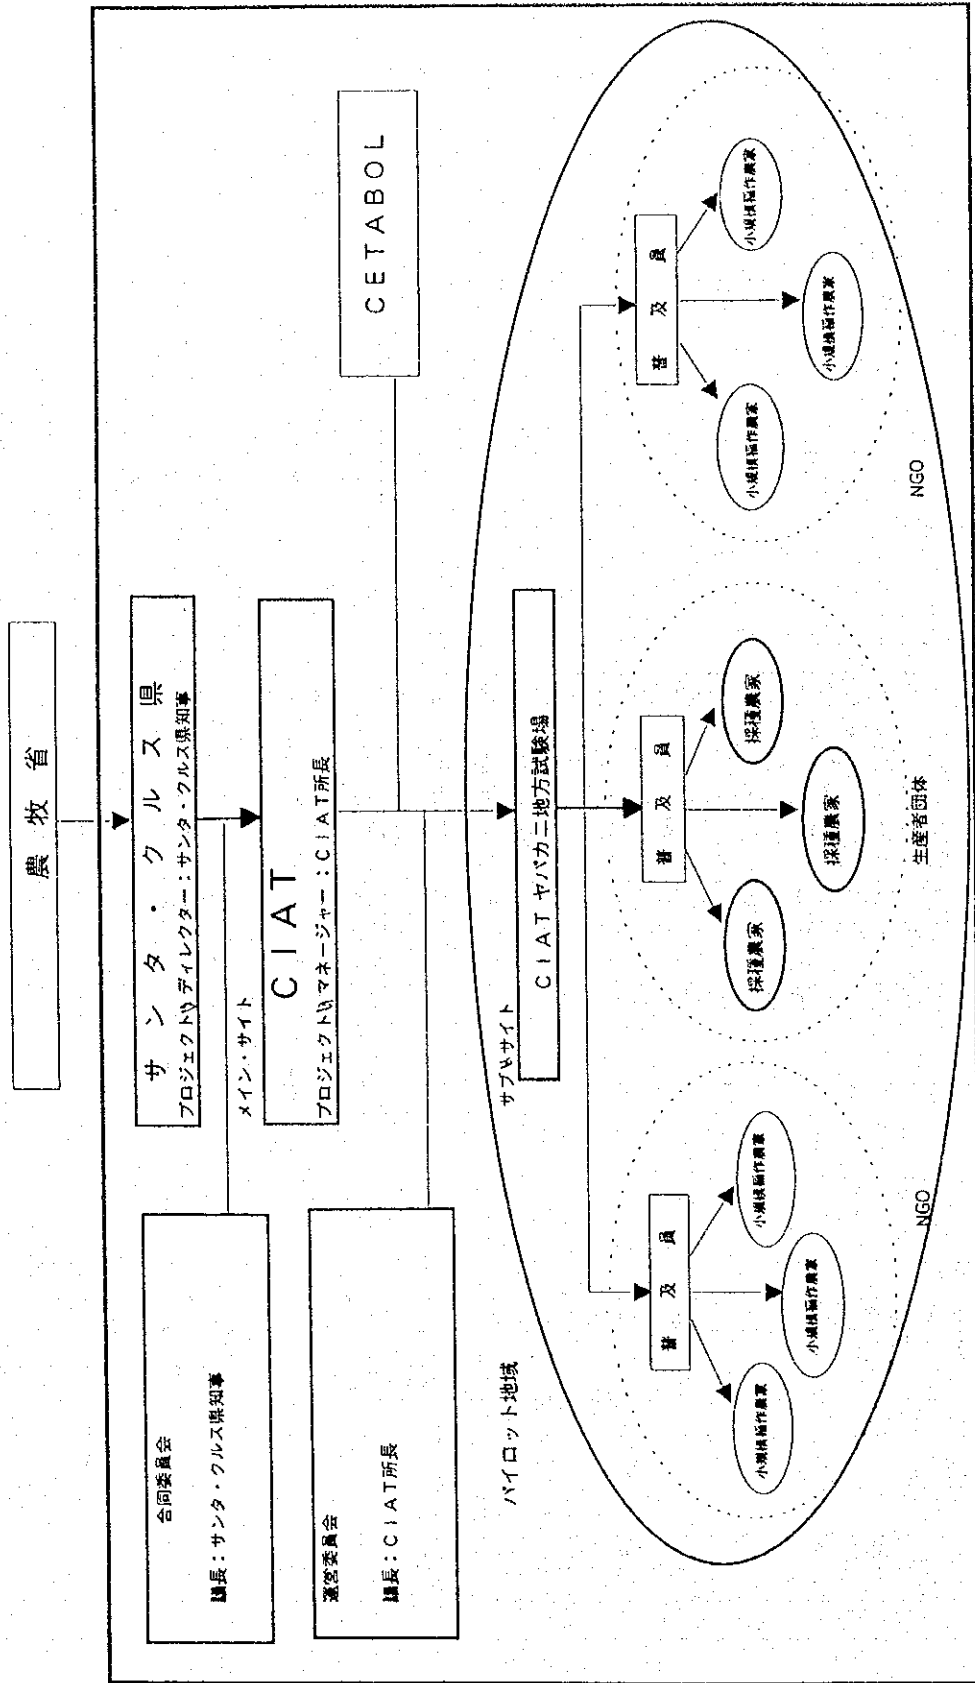 農牧省
サンタ・クルス県
プロジェクト\ディレクター：サンタ・クルス県知事
合同委員会
議長：サンタ・クルス県知事
メイン・サイト
CIAT
プロジェクト\マネージャー：CIAT所長
運営委員会
議長：CIAT所長
CETABOL
パイロット地域
サブ\サイト
CIAT ヤパカニ地方試験場
普及員
普及員
普及員
小規模稲作農家
小規模稲作農家
小規模稲作農家
採種農家
採種農家
採種農家
小規模稲作農家
小規模稲作農家
小規模稲作農家
NGO
生産者団体
NGO